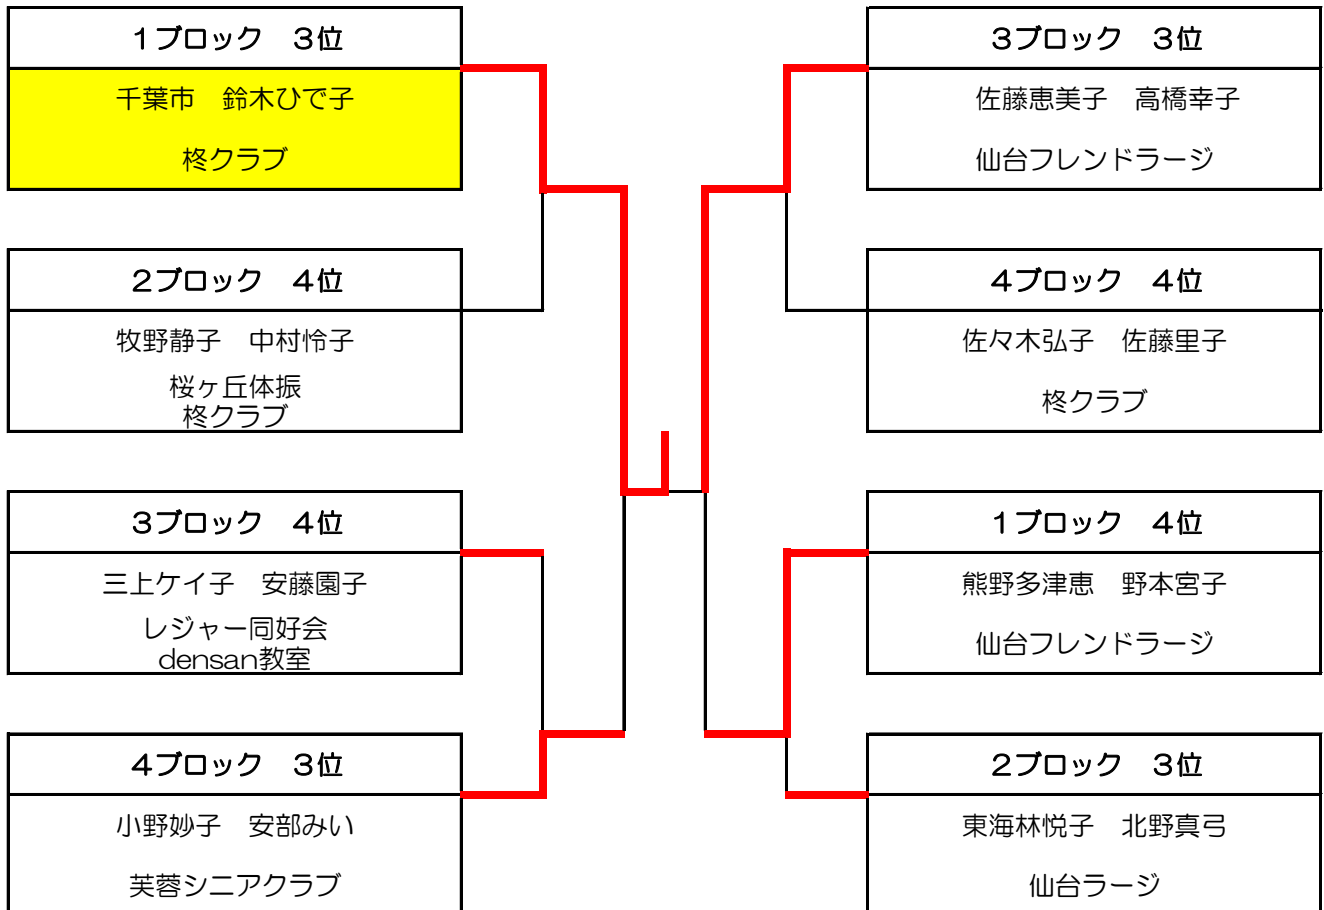 1ブロック　3位
千葉市　鈴木ひで子
柊クラブ
2ブロック　4位
牧野静子　中村怜子
桜ヶ丘体振
柊クラブ
3ブロック　4位
三上ケイ子　安藤園子
レジャー同好会
densan教室
4ブロック　3位
小野妙子　安部みい
芙蓉シニアクラブ
3ブロック　3位
佐藤恵美子　高橋幸子
仙台フレンドラージ
4ブロック　4位
佐々木弘子　佐藤里子
柊クラブ
1ブロック　4位
熊野多津恵　野本宮子
仙台フレンドラージ
2ブロック　3位
東海林悦子　北野真弓
仙台ラージ